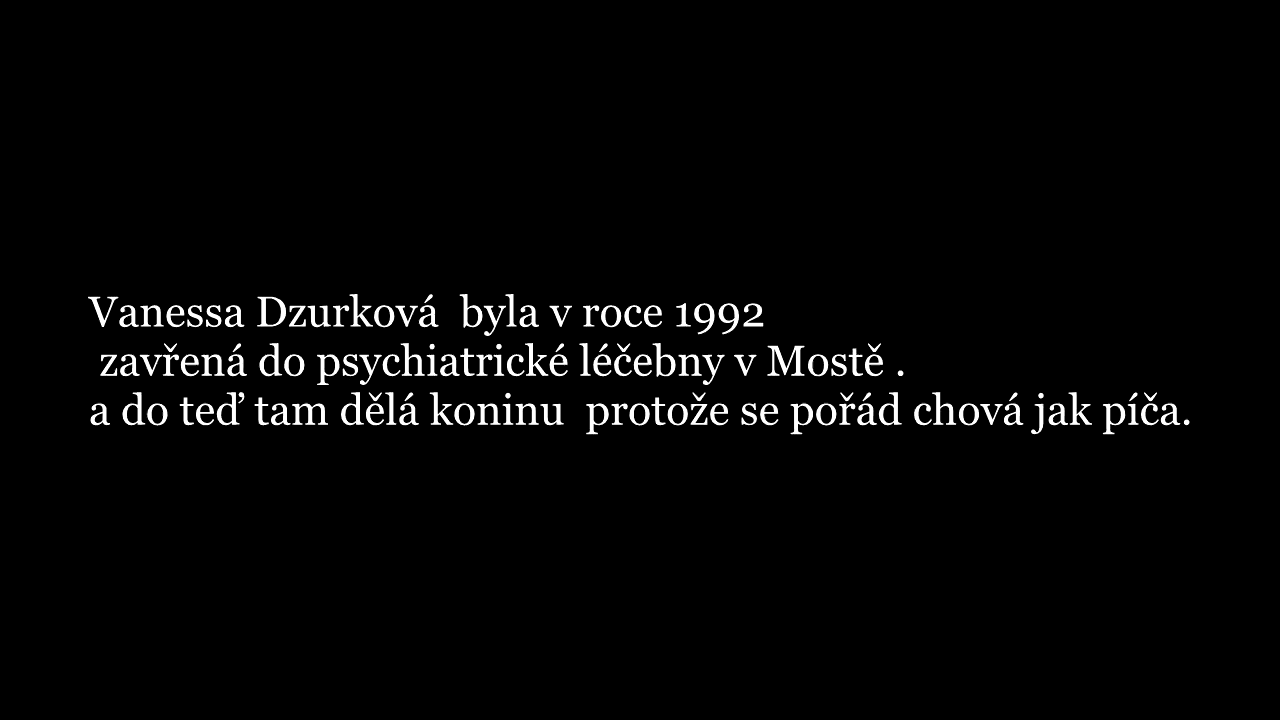 Vanessa Dzurková  byla v roce 1992
zavřená do psychiatrické léčebny v Mostě .
a do teď tam dělá koninu  protože se pořád chová jak píča.